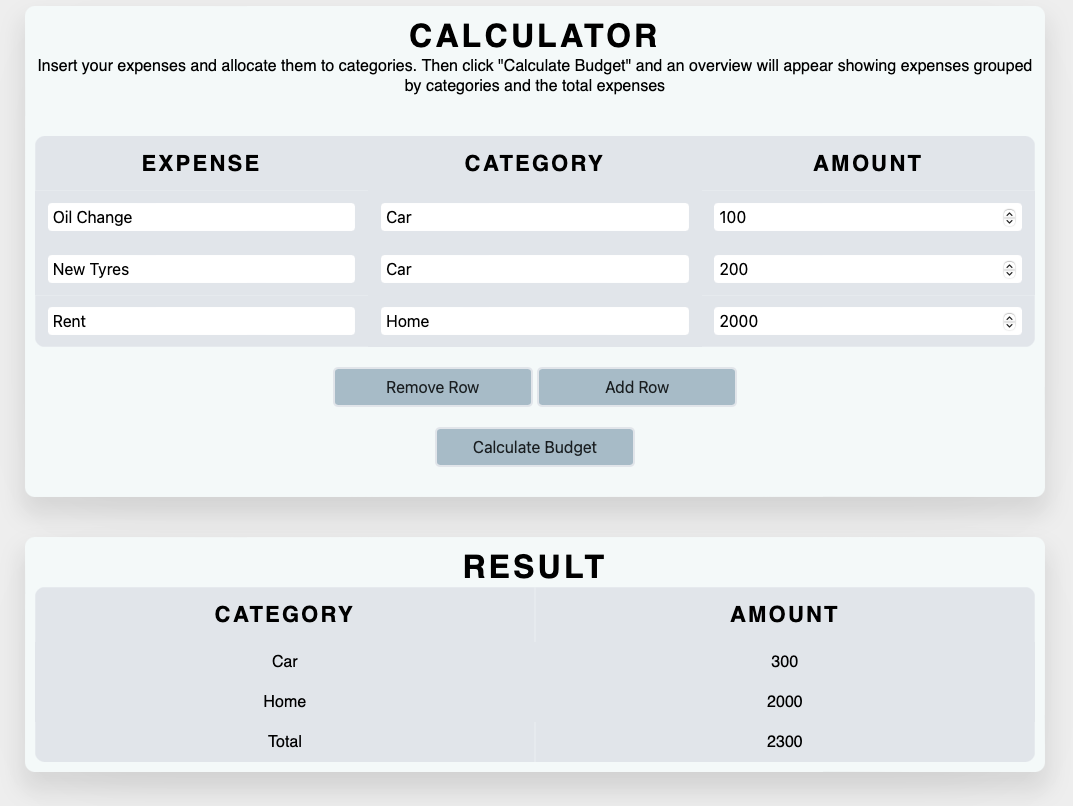 CALCULATOR
Insert your expenses and allocate them to categories. Then click "Calculate Budget" and an overview will appear showing expenses grouped
by categories and the total expenses
EXPENSE CATEGORY AMOUNT
Oil Change Car 100
New Tyres Car 200
Rent Home 2000
Remove Row Add Row
Calculate Budget
RESULT
CATEGORY AMOUNT
Car 300
Home 2000
Total 2300